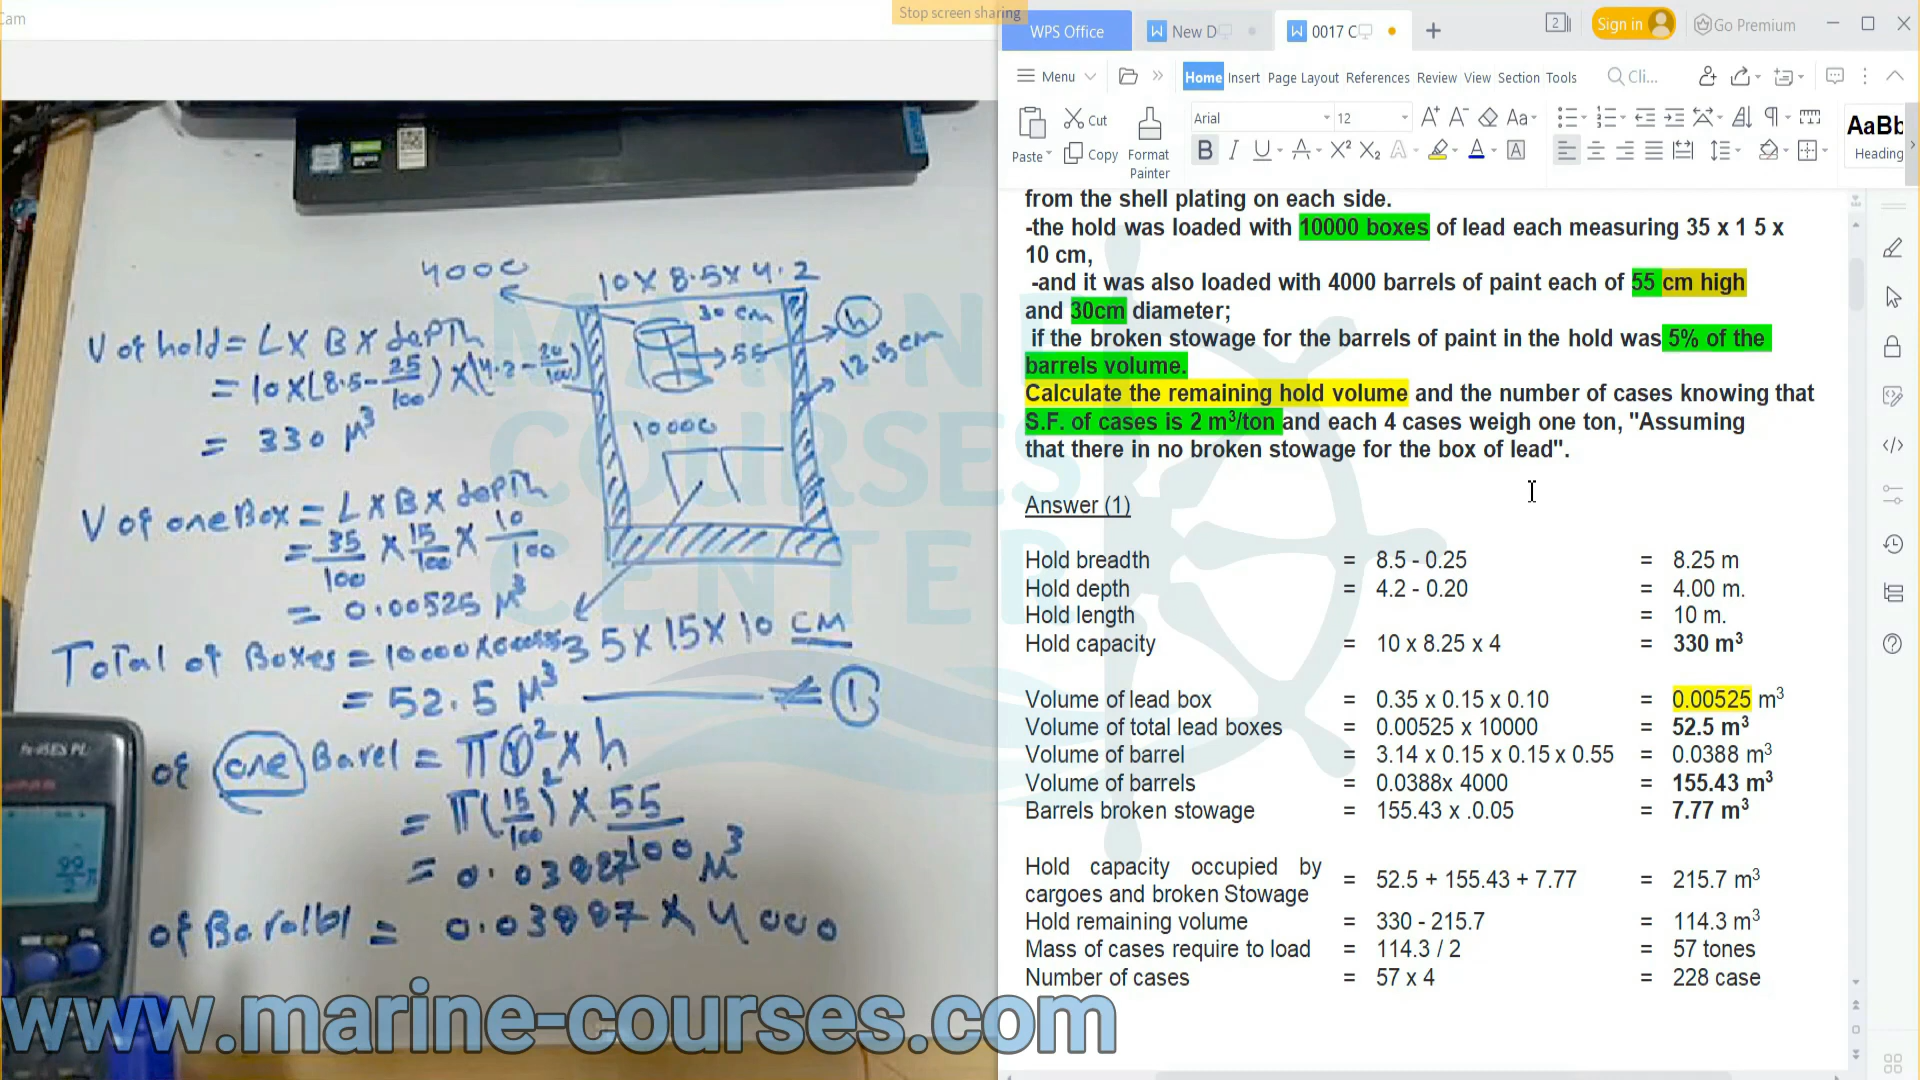 Cam
Stop screen sharing
400C
10 X 8.5 X 4.2
30 cm
h
55
12.5 cm
1000C
V of hold = L X B X depth
= 10 X (8.5 - 25/100) X (4.2 - 20/100)
= 330 M³
V of one Box = L X B X depth
= 35/100 X 15/100 X 10/100
= 0.00525 M³
35 X 15 X 10 CM
Total of Boxes = 10000 X
= 52.5 M³ 1
of one Barel = π r² X h
= π (15/100)² X 55/100
= 0.03887 M³
of Baralbl = 0.03887 X 4000
fx-95ES PL
99
2 π
www.marine-courses.com
WPS Office
New D
0017 C
2
Sign in
Go Premium
Menu
Home Insert Page Layout References Review View Section Tools
Cli...
Paste
Cut
Copy
Format Painter
Arial
12
AaBb
Heading
from the shell plating on each side.
-the hold was loaded with 10000 boxes of lead each measuring 35 x 1 5 x
10 cm,
-and it was also loaded with 4000 barrels of paint each of 55 cm high
and 30cm diameter;
if the broken stowage for the barrels of paint in the hold was 5% of the
barrels volume.
Calculate the remaining hold volume and the number of cases knowing that
S.F. of cases is 2 m³/ton and each 4 cases weigh one ton, "Assuming
that there in no broken stowage for the box of lead".
Answer (1)
Hold breadth = 8.5 - 0.25 = 8.25 m
Hold depth = 4.2 - 0.20 = 4.00 m.
Hold length = 10 m.
Hold capacity = 10 x 8.25 x 4 = 330 m³
Volume of lead box = 0.35 x 0.15 x 0.10 = 0.00525 m³
Volume of total lead boxes = 0.00525 x 10000 = 52.5 m³
Volume of barrel = 3.14 x 0.15 x 0.15 x 0.55 = 0.0388 m³
Volume of barrels = 0.0388x 4000 = 155.43 m³
Barrels broken stowage = 155.43 x .0.05 = 7.77 m³
Hold capacity occupied by
cargoes and broken Stowage = 52.5 + 155.43 + 7.77 = 215.7 m³
Hold remaining volume = 330 - 215.7 = 114.3 m³
Mass of cases require to load = 114.3 / 2 = 57 tones
Number of cases = 57 x 4 = 228 case
MARINE
COURSES
CENTER